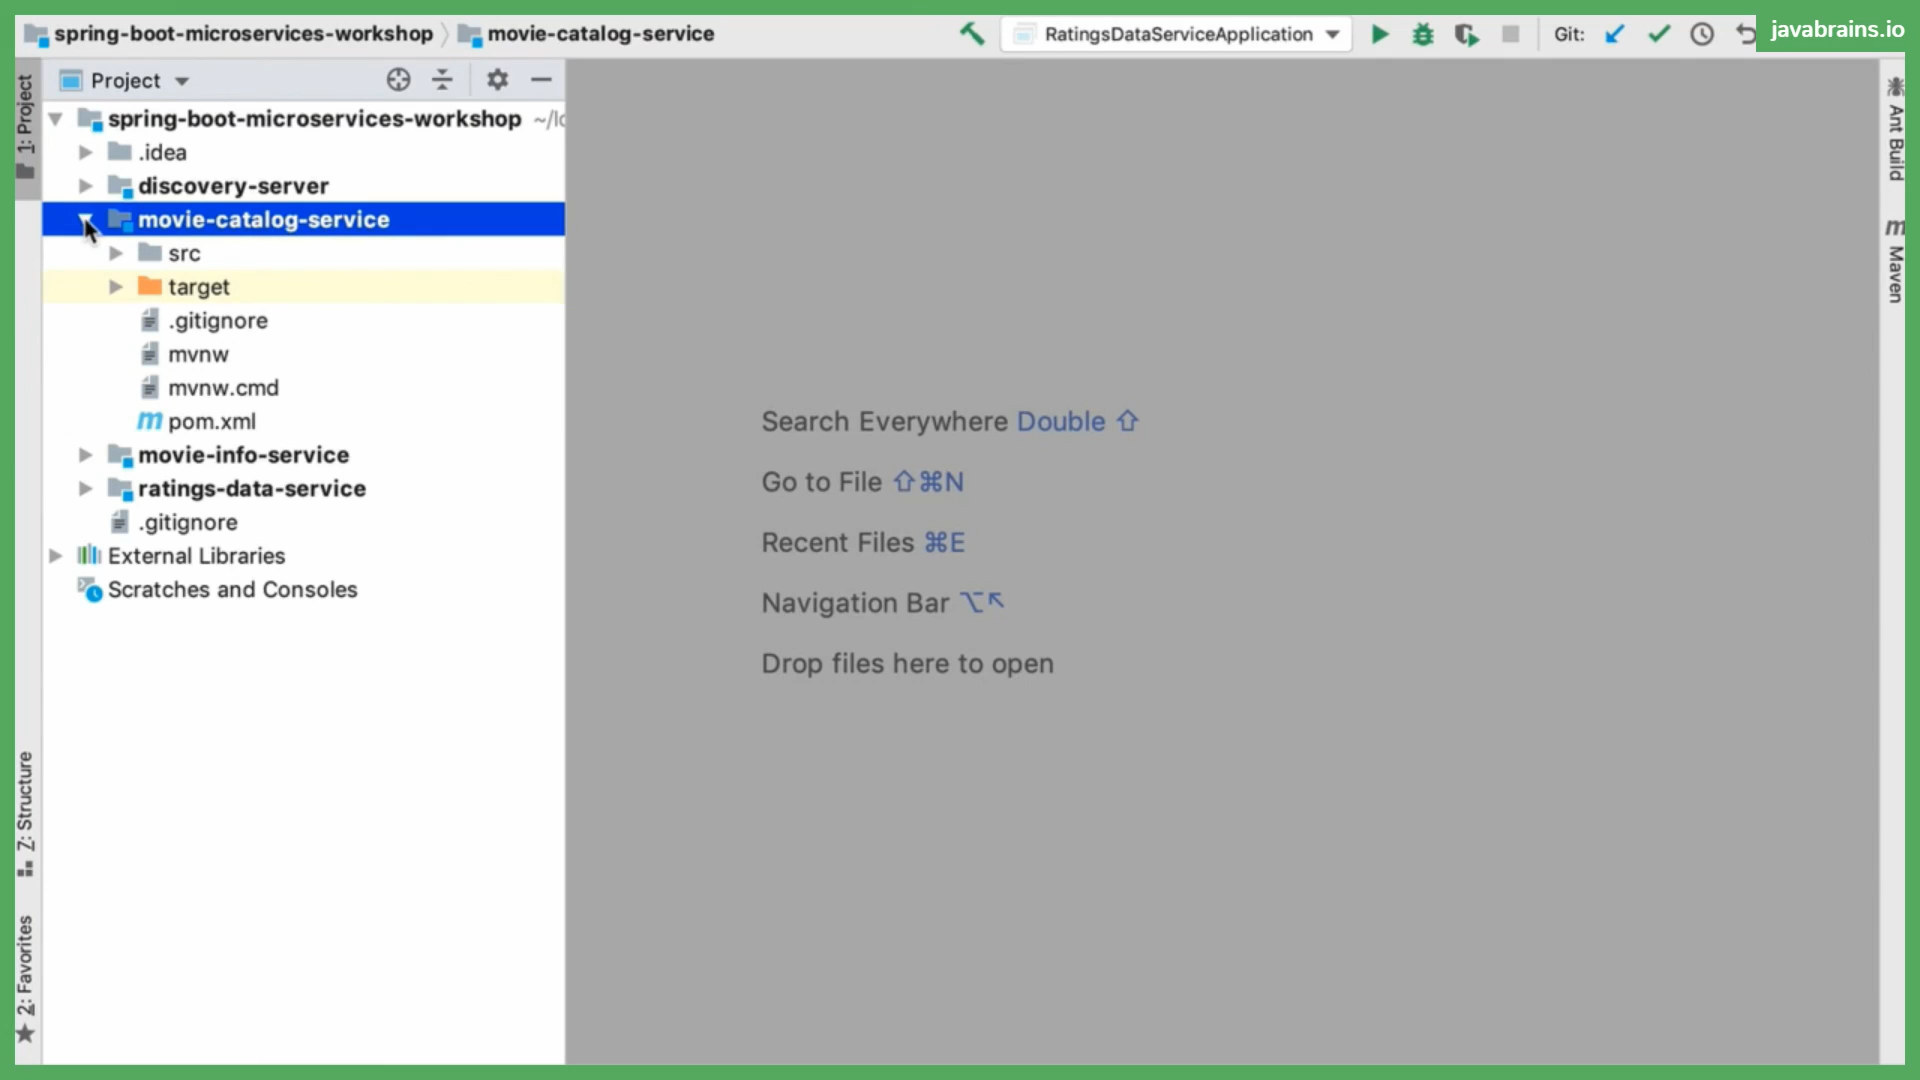 spring-boot-microservices-workshop
movie-catalog-service
RatingsDataServiceApplication
Git:
javabrains.io
1: Project
Project
spring-boot-microservices-workshop
.idea
discovery-server
movie-catalog-service
src
target
.gitignore
mvnw
mvnw.cmd
m pom.xml
movie-info-service
ratings-data-service
.gitignore
External Libraries
Scratches and Consoles
Search Everywhere Double ⇧
Go to File ⇧⌘N
Recent Files ⌘E
Navigation Bar ⌥↖
Drop files here to open
Z: Structure
2: Favorites
Ant Build
m Maven